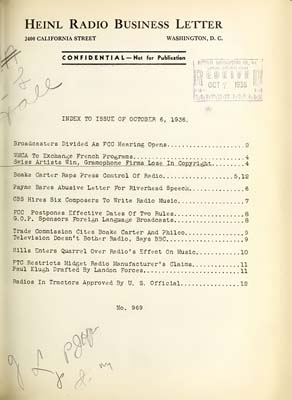 HEINL RADIO BUSINESS LETTER
2400 CALIFORNIA STREET WASHINGTON, D. C.
CONFIDENTIAL—Not for Publication
OCT 7 1936
INDEX TO ISSUE OF OCTOBER 6, 1936.
Broadcasters Divided As FCC Hearing Opens...................2
WMCA To Exchange French Programs............................4
Swiss Artists Win, Gramophone Firms Lose In Copyright.......4
Boake Carter Raps Press Control Of Radio.................5,12
Payne Bares Abusive Letter For Riverhead Speech.............6
CBS Hires Six Composers To Write Radio Music................7
FCC Postpones Effective Dates Of Two Rules..................8
G.O.P. Sponsors Foreign Language Broadcasts.................8
Trade Commission Cites Boake Carter And Philco..............9
Television Doesn't Bother Radio, Says BBC...................9
Hills Enters Quarrel Over Radio's Effect On Music..........10
FTC Restricts Midget Radio Manufacturer's Claims...........11
Paul Klugh Drafted By Landon Forces........................11
Radios In Tractors Approved By U. S. Official..............12
No. 969